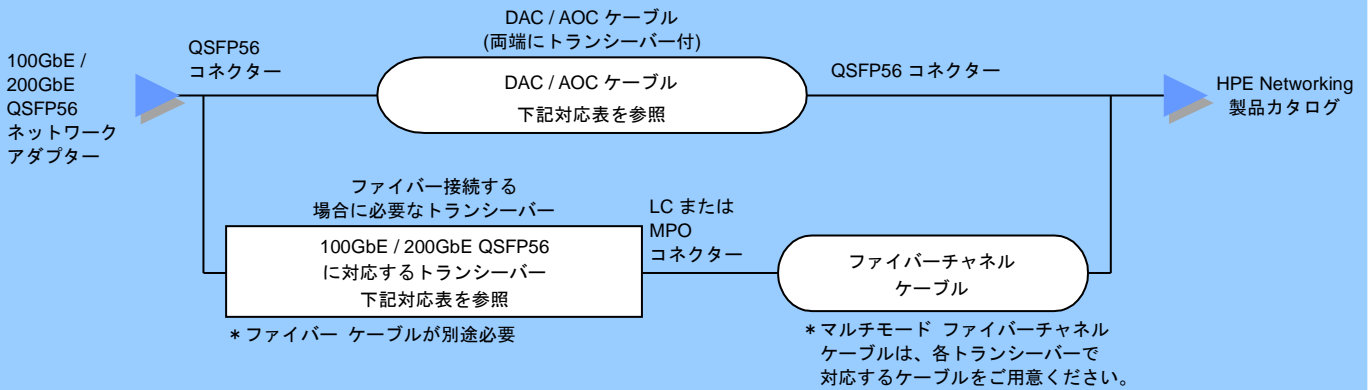 100GbE /
200GbE
QSFP56
ネットワーク
アダプター
QSFP56
コネクター
DAC / AOC ケーブル
(両端にトランシーバー付)
DAC / AOC ケーブル
下記対応表を参照
QSFP56 コネクター
HPE Networking
製品カタログ
ファイバー接続する
場合に必要なトランシーバー
100GbE / 200GbE QSFP56
に対応するトランシーバー
下記対応表を参照
*ファイバー ケーブルが別途必要
LC または
MPO
コネクター
ファイバーチャネル
ケーブル
*マルチモード ファイバーチャネル
ケーブルは、各トランシーバーで
対応するケーブルをご用意ください。